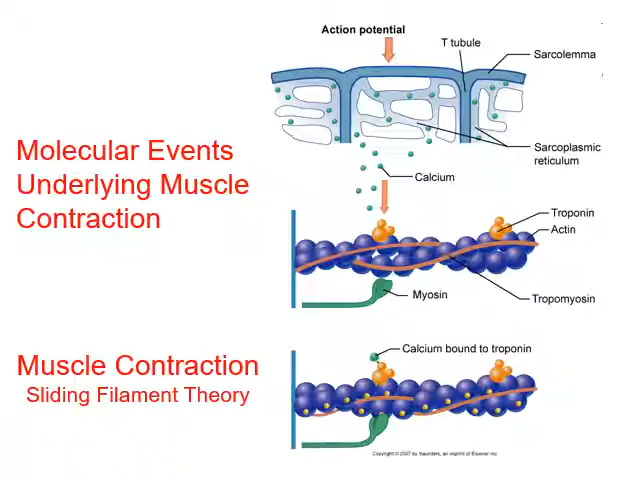 Action potential
T tubule
Sarcolemma
Molecular Events
Underlying Muscle
Contraction
Sarcoplasmic
reticulum
Calcium
Troponin
Actin
Myosin
Tropomyosin
Muscle Contraction
Sliding Filament Theory
Calcium bound to troponin
Copyright © 2007 by Saunders, an imprint of Elsevier Inc.